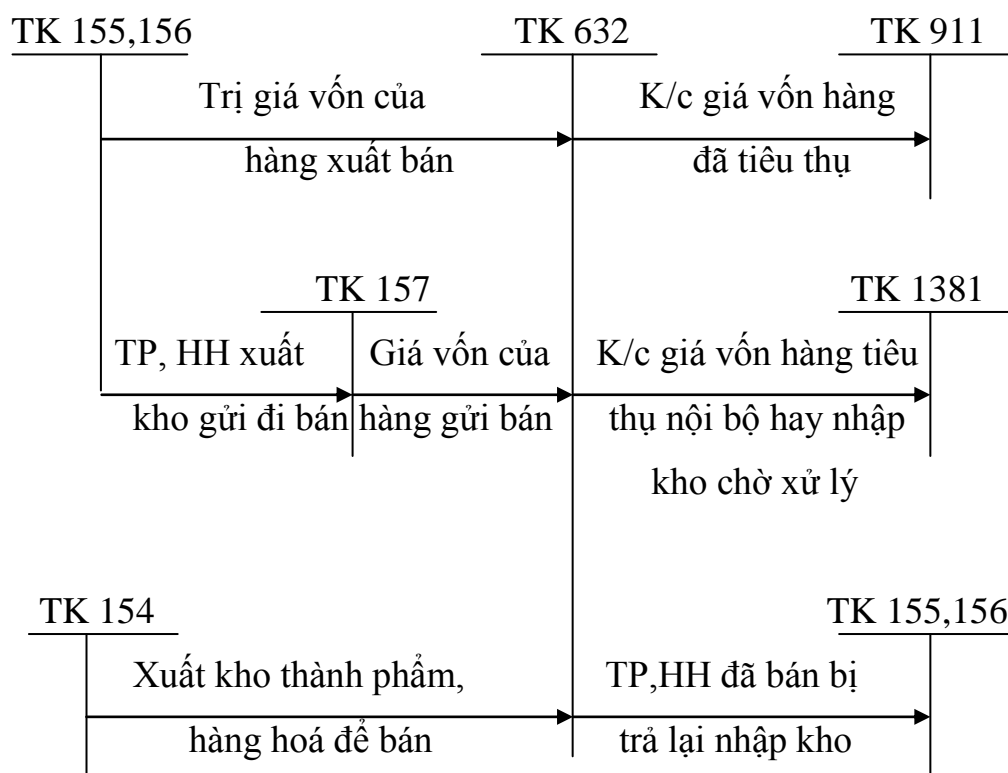 TK 155,156
TK 632
TK 911
Trị giá vốn của
hàng xuất bán
K/c giá vốn hàng
đã tiêu thụ
TK 157
TK 1381
TP, HH xuất
kho gửi đi bán
Giá vốn của
hàng gửi bán
K/c giá vốn hàng tiêu
thụ nội bộ hay nhập
kho chờ xử lý
TK 154
TK 155,156
Xuất kho thành phẩm,
hàng hoá để bán
TP,HH đã bán bị
trả lại nhập kho